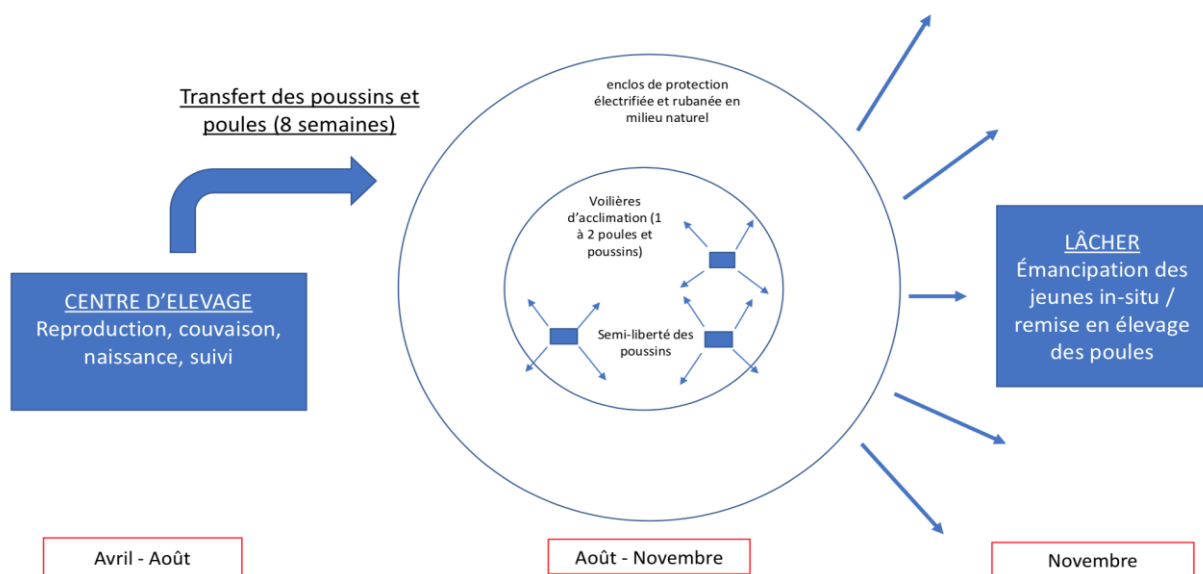 Transfert des poussins et
poules (8 semaines)
CENTRE D'ELEVAGE
Reproduction, couvaison,
naissance, suivi
enclos de protection
électrifiée et rubanée en
milieu naturel
Voilières
d'acclimation (1
à 2 poules et
poussins)
Semi-liberté des
poussins
LÂCHER
Émancipation des
jeunes in-situ /
remise en élevage
des poules
Avril - Août
Août - Novembre
Novembre